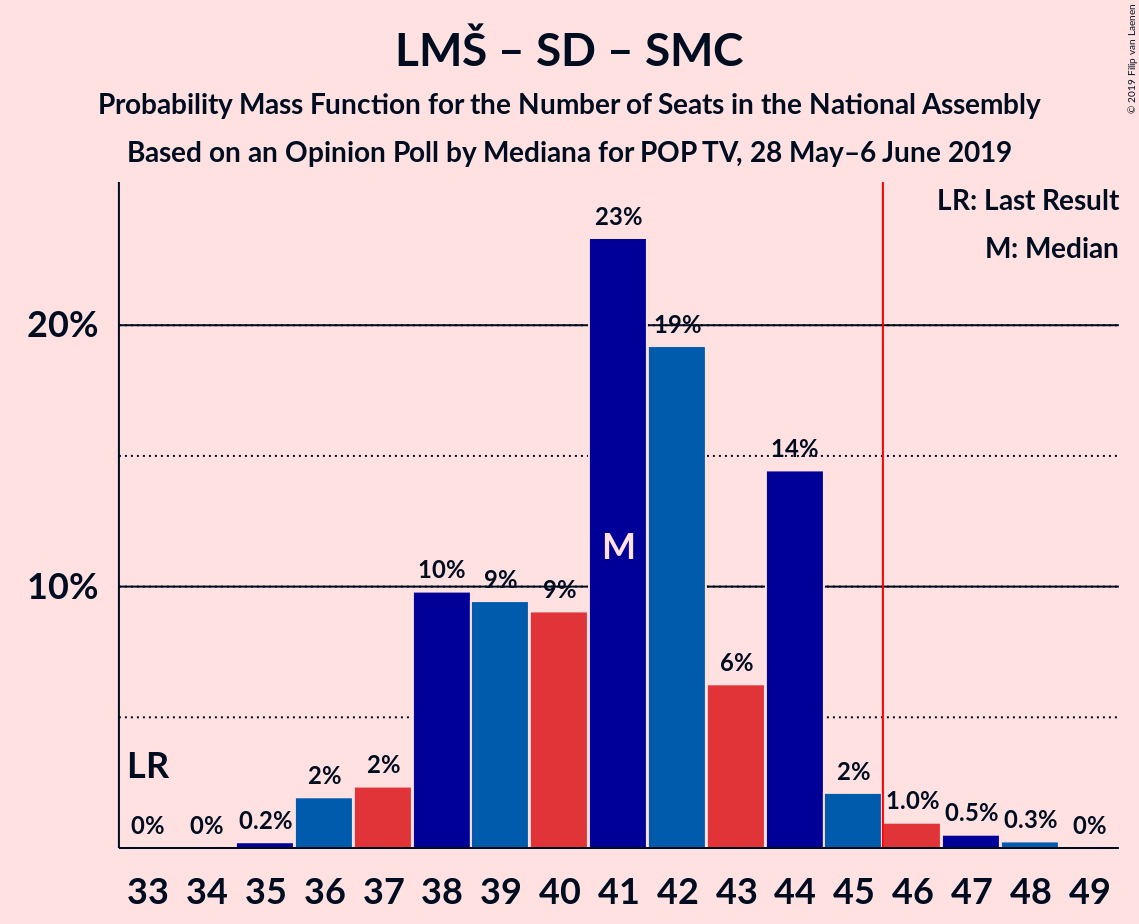 LMŠ – SD – SMC
Probability Mass Function for the Number of Seats in the National Assembly
Based on an Opinion Poll by Mediana for POP TV, 28 May–6 June 2019
© 2019 Filip van Laenen
LR: Last Result
M: Median
20%
10%
LR
0% 0% 0.2% 2% 2% 10% 9% 9% 23% 19% 6% 14% 2% 1.0% 0.5% 0.3% 0%
M
33 34 35 36 37 38 39 40 41 42 43 44 45 46 47 48 49